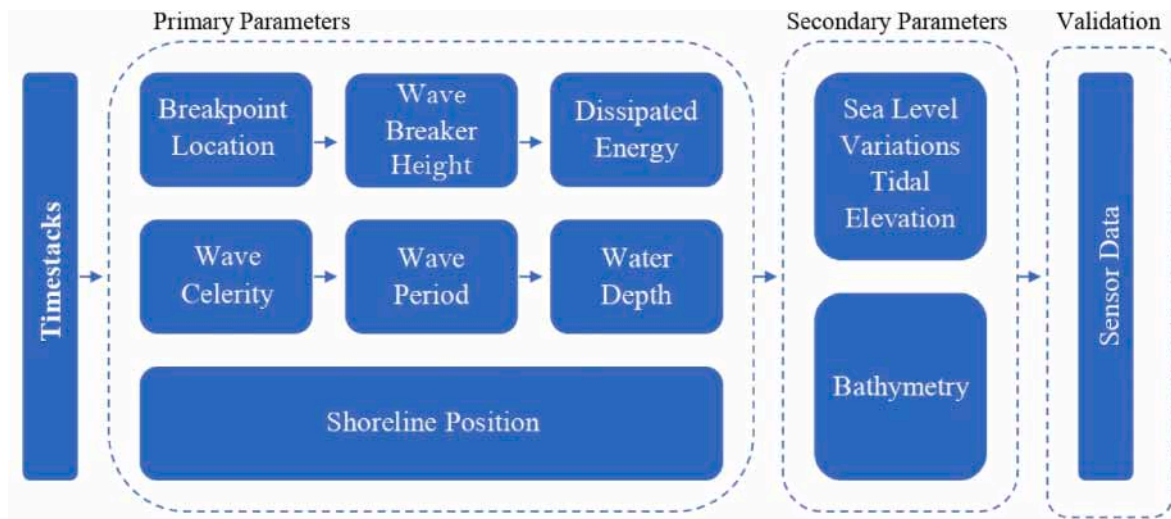 Primary Parameters
Secondary Parameters
Validation
Timestacks
Breakpoint
Location
Wave
Breaker
Height
Dissipated
Energy
Wave
Celerity
Wave
Period
Water
Depth
Shoreline Position
Sea Level
Variations
Tidal
Elevation
Bathymetry
Sensor Data